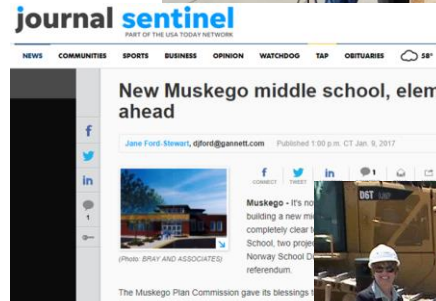 journal sentinel
PART OF THE USA TODAY NETWORK
NEWS COMMUNITIES SPORTS BUSINESS OPINION WATCHDOG TAP OBITUARIES 58°
New Muskego middle school, elem
ahead
Jane Ford-Stewart, djford@gannett.com Published 1:00 p.m. CT Jan. 9, 2017
CONNECT TWEET 1
1
Muskego - It's no
building a new mi
completely clear t
School, two projec
Norway School D
referendum.
(Photo: BRAY AND ASSOCIATES)
The Muskego Plan Commission gave its blessings t
D6T